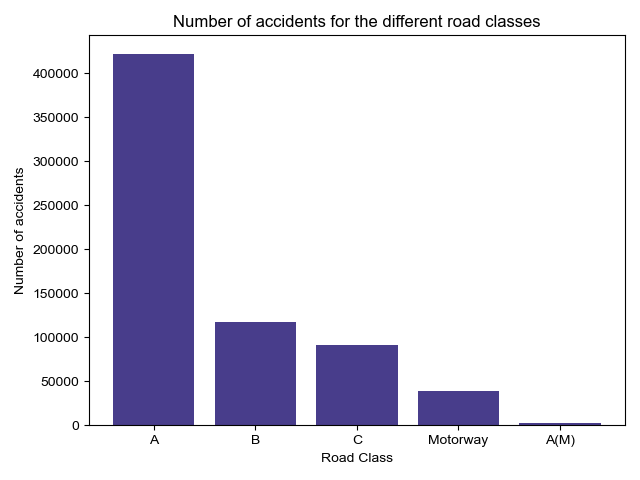 Number of accidents for the different road classes
Number of accidents
400000
350000
300000
250000
200000
150000
100000
50000
0
A B C Motorway A(M)
Road Class